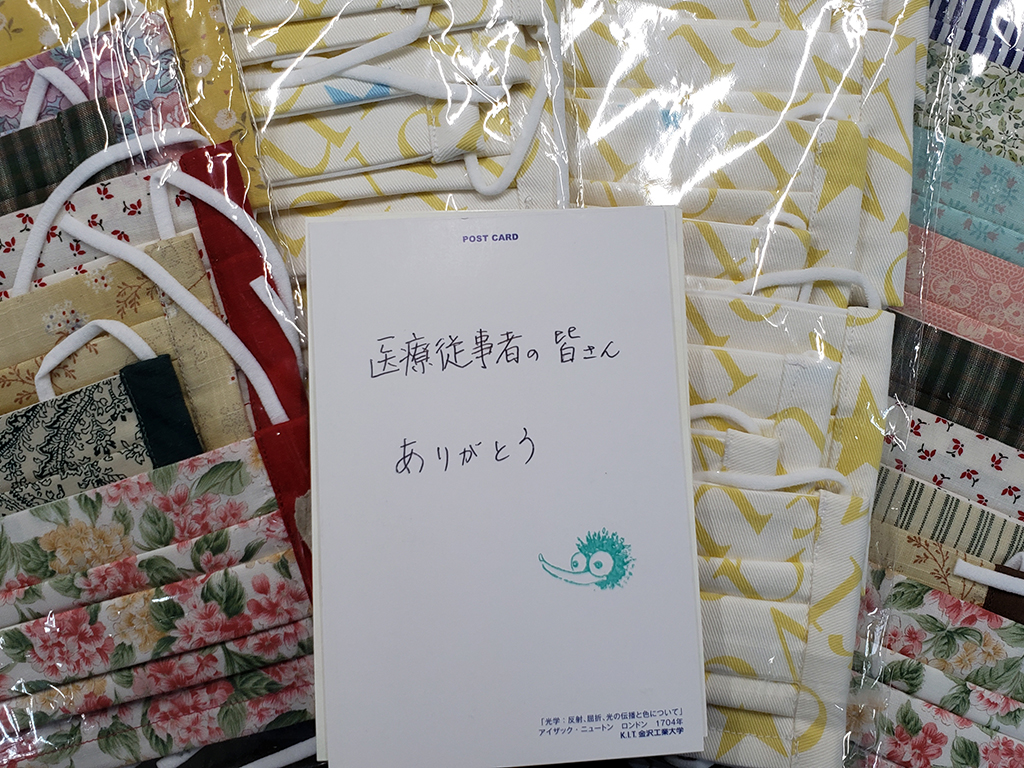 POST CARD
医療従事者の皆さん
ありがとう
「光学：反射、屈折、光の伝播と色について」
アイザック・ニュートン　ロンドン　1704年
K.I.T.金沢工業大学